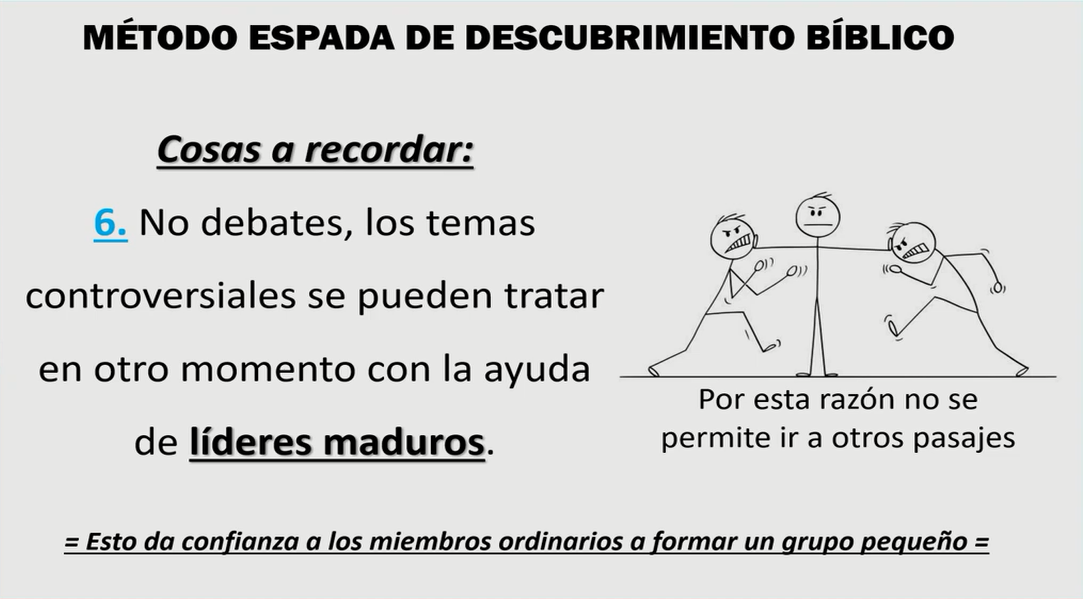 MÉTODO ESPADA DE DESCUBRIMIENTO BÍBLICO
Cosas a recordar:
6. No debates, los temas
controversiales se pueden tratar
en otro momento con la ayuda
de líderes maduros.
Por esta razón no se
permite ir a otros pasajes
= Esto da confianza a los miembros ordinarios a formar un grupo pequeño =